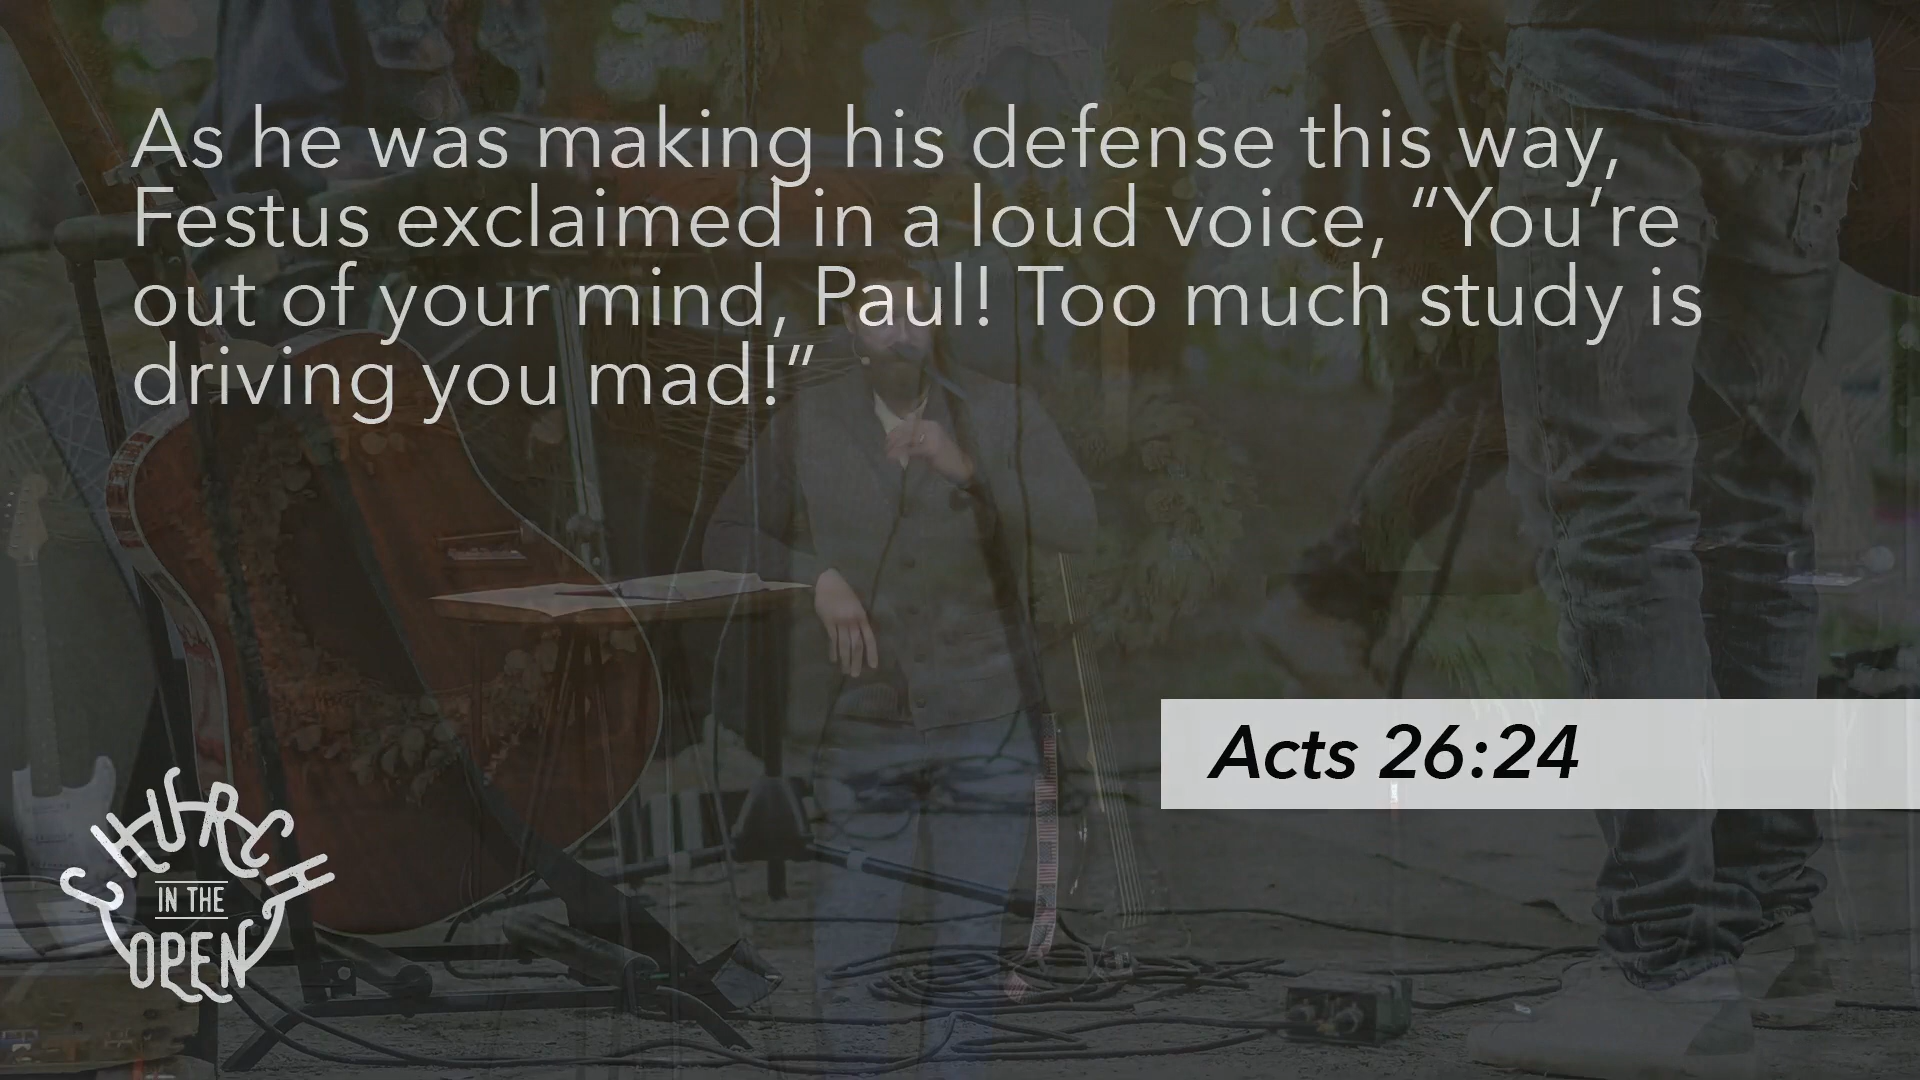 As he was making his defense this way,
Festus exclaimed in a loud voice, “You’re
out of your mind, Paul! Too much study is
driving you mad!”
Acts 26:24
CHURCH
IN THE
OPEN